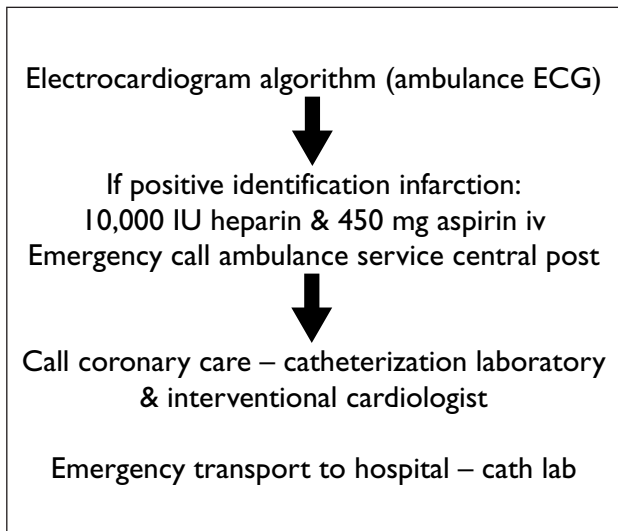 Electrocardiogram algorithm (ambulance ECG)
If positive identification infarction:
10,000 IU heparin & 450 mg aspirin iv
Emergency call ambulance service central post
Call coronary care – catheterization laboratory
& interventional cardiologist
Emergency transport to hospital – cath lab